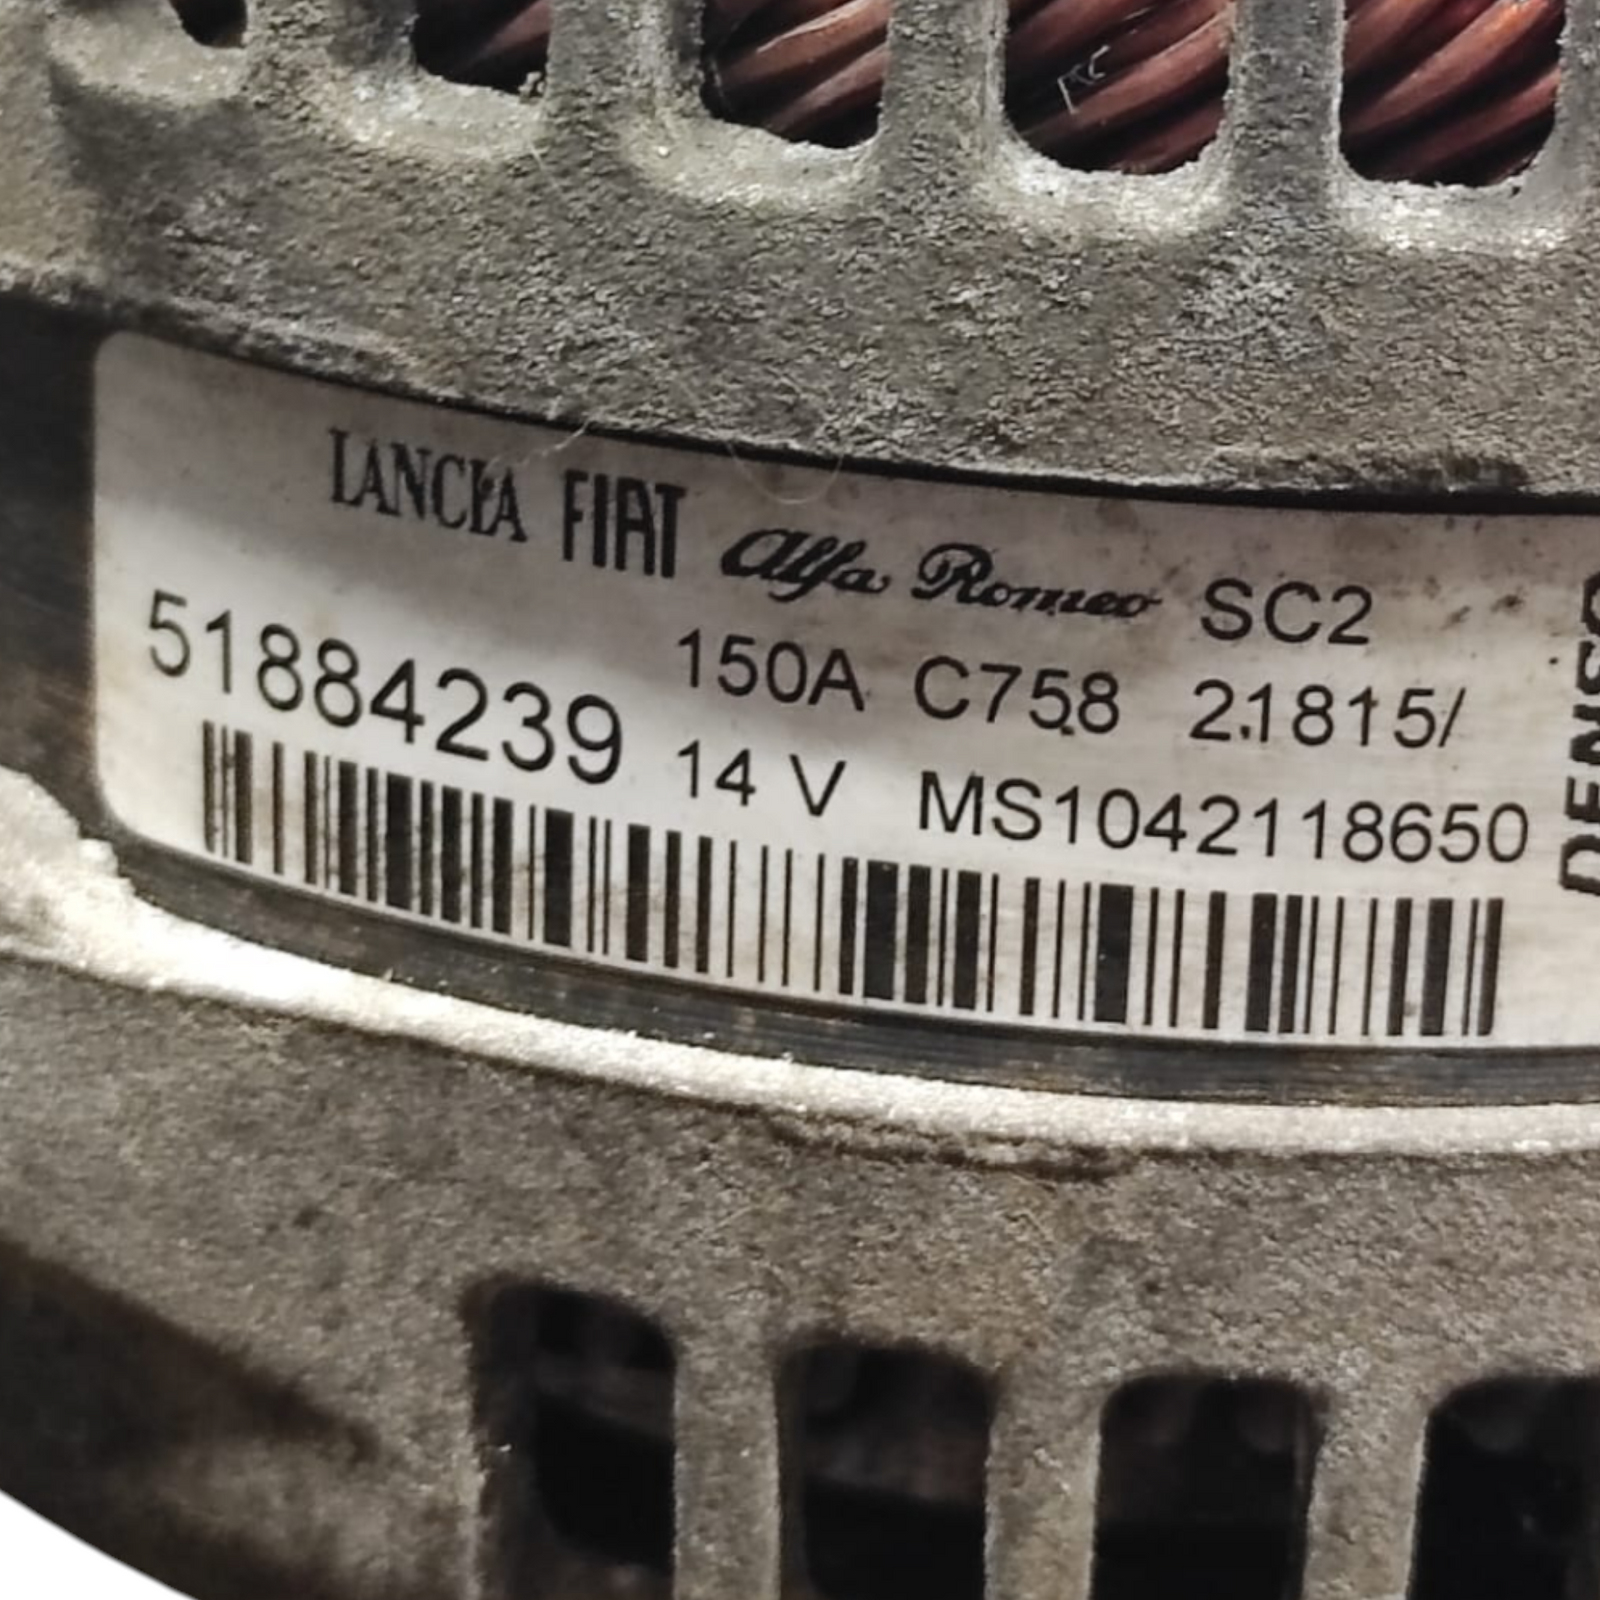 LANCIA FIAT Alfa Romeo SC2
51884239 150A C758 21815/
14 V MS1042118650
DENSO